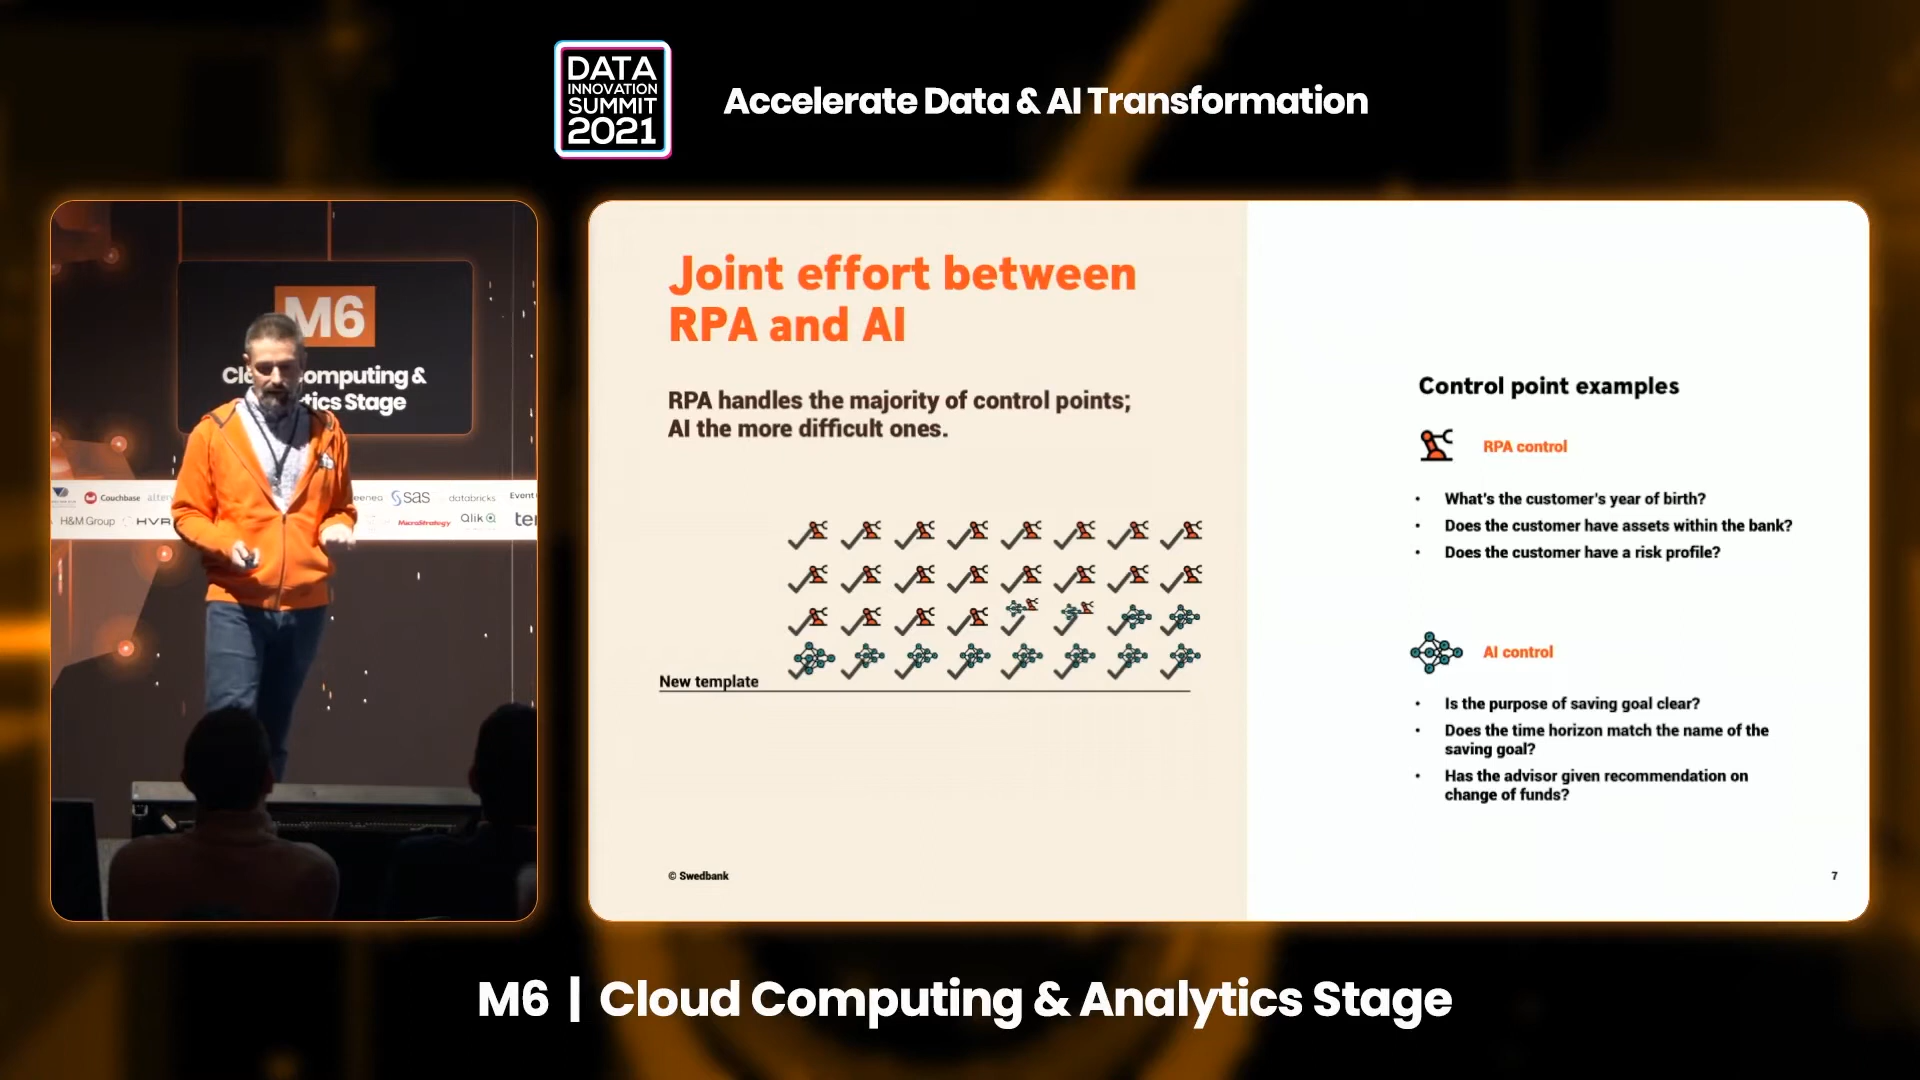 DATA
INNOVATION
SUMMIT
2021
Accelerate Data & AI Transformation
M6
Computing &
Stage
Couchbase
sas
databricks
H&M Group
HVR
MicroStrategy
Qlik
Joint effort between
RPA and AI
RPA handles the majority of control points;
AI the more difficult ones.
New template
© Swedbank
Control point examples
RPA control
• What's the customer's year of birth?
• Does the customer have assets within the bank?
• Does the customer have a risk profile?
AI control
• Is the purpose of saving goal clear?
• Does the time horizon match the name of the
saving goal?
• Has the advisor given recommendation on
change of funds?
7
M6 | Cloud Computing & Analytics Stage